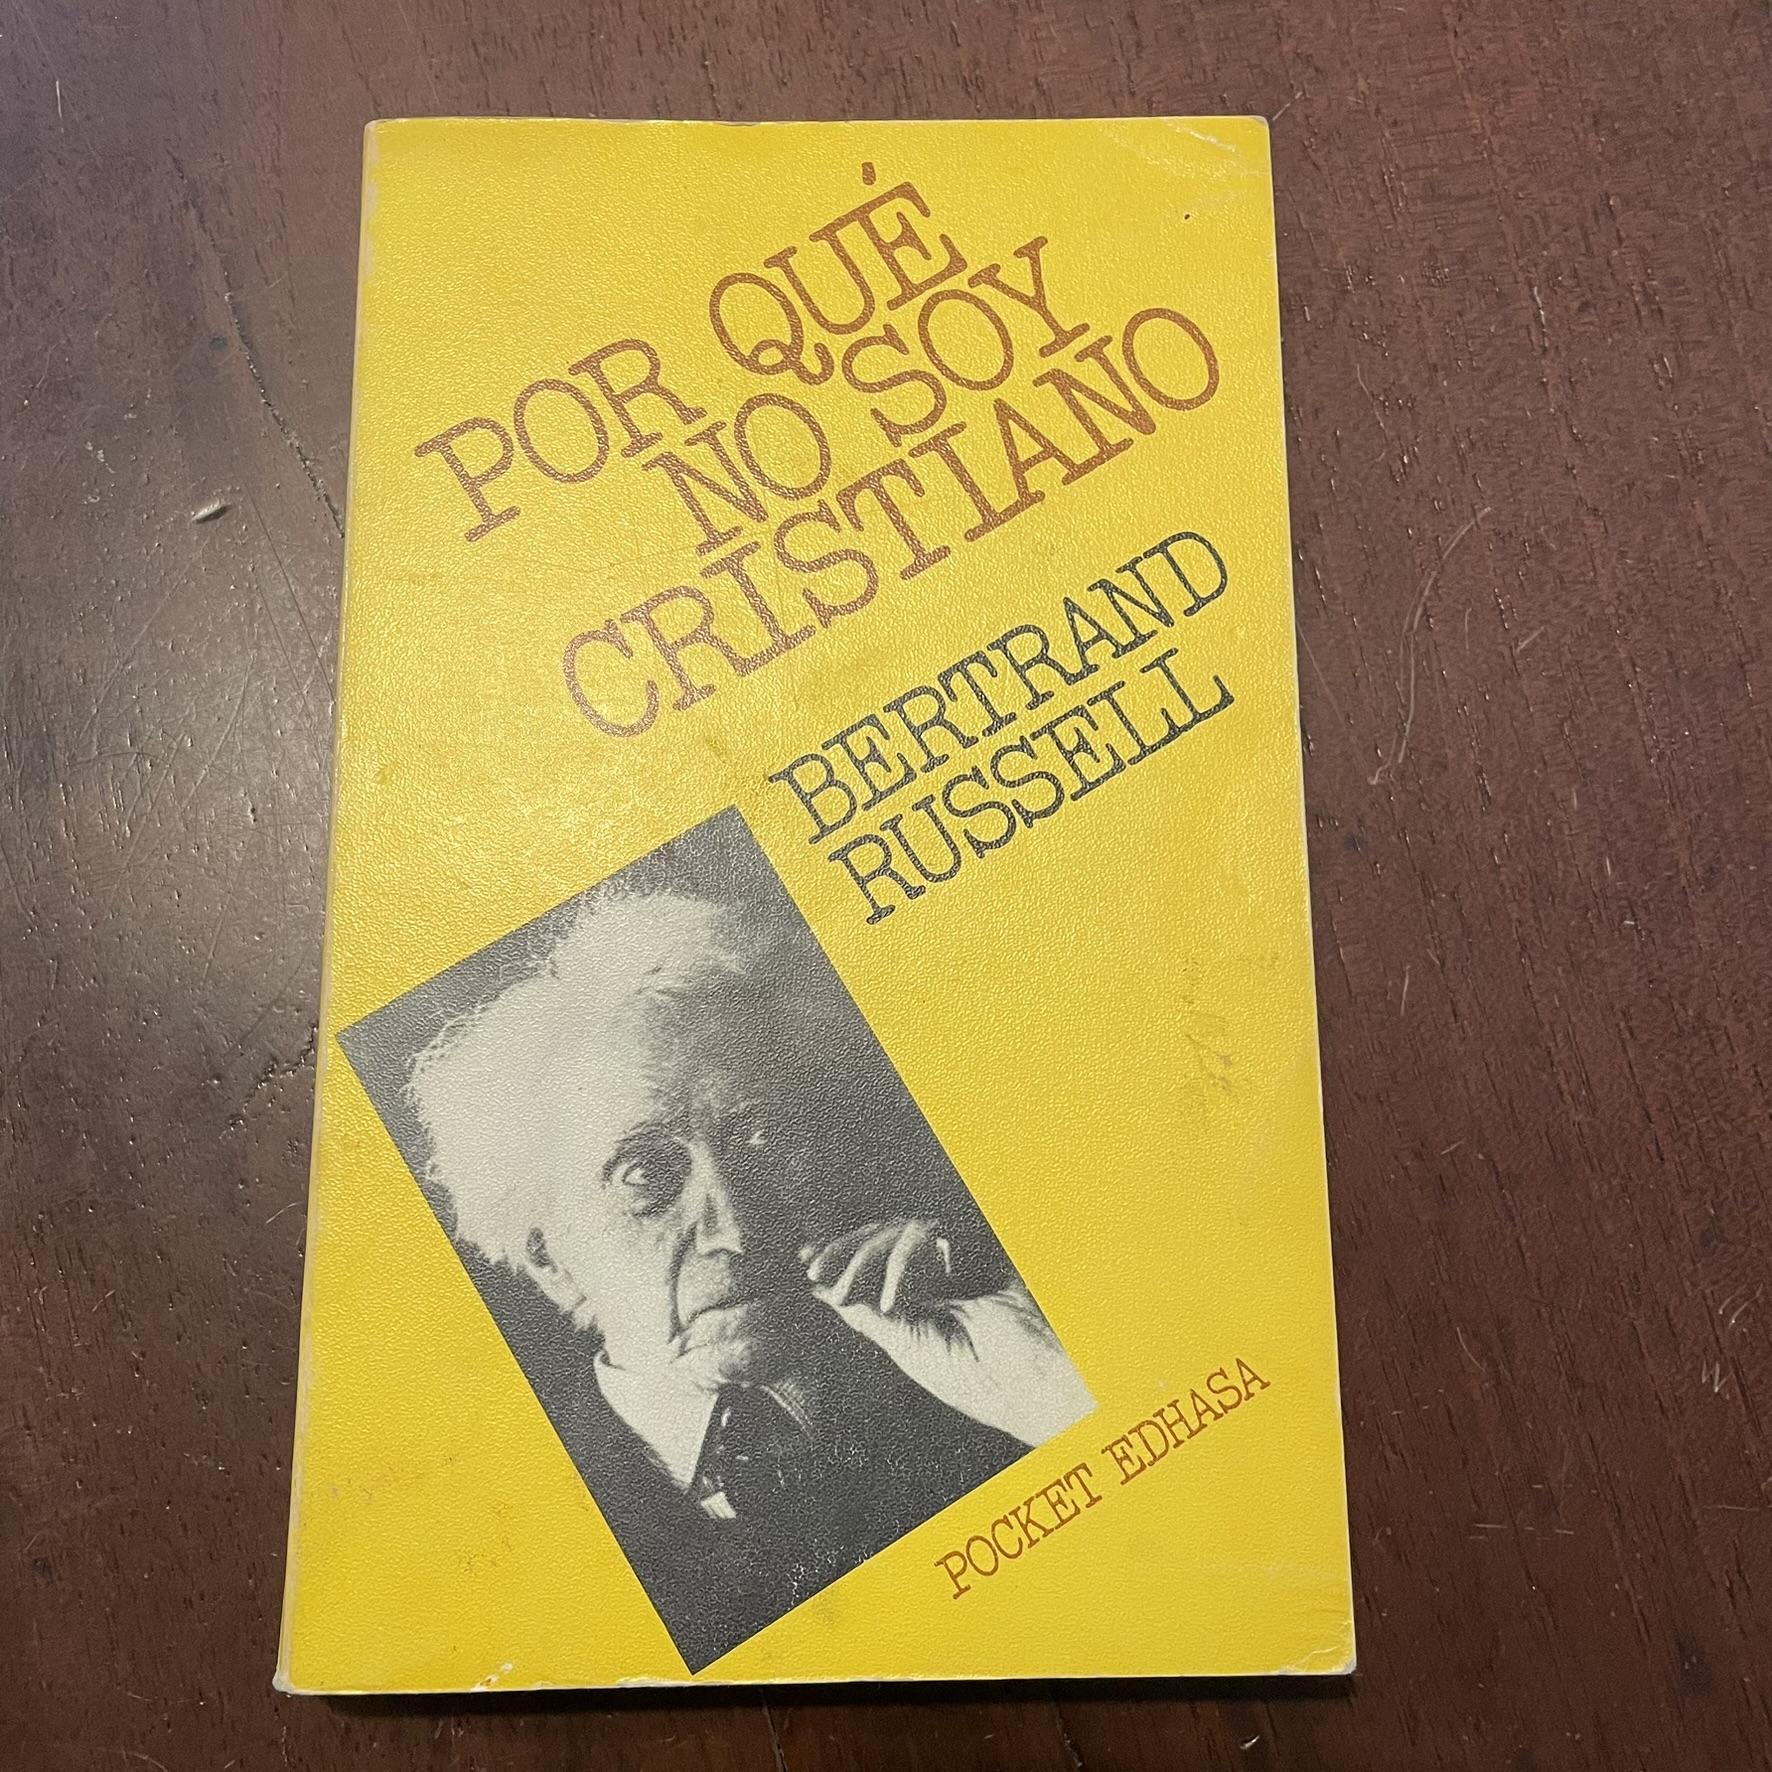 POR QUÉ
NO SOY
CRISTIANO
BERTRAND
RUSSELL
POCKET EDHASA